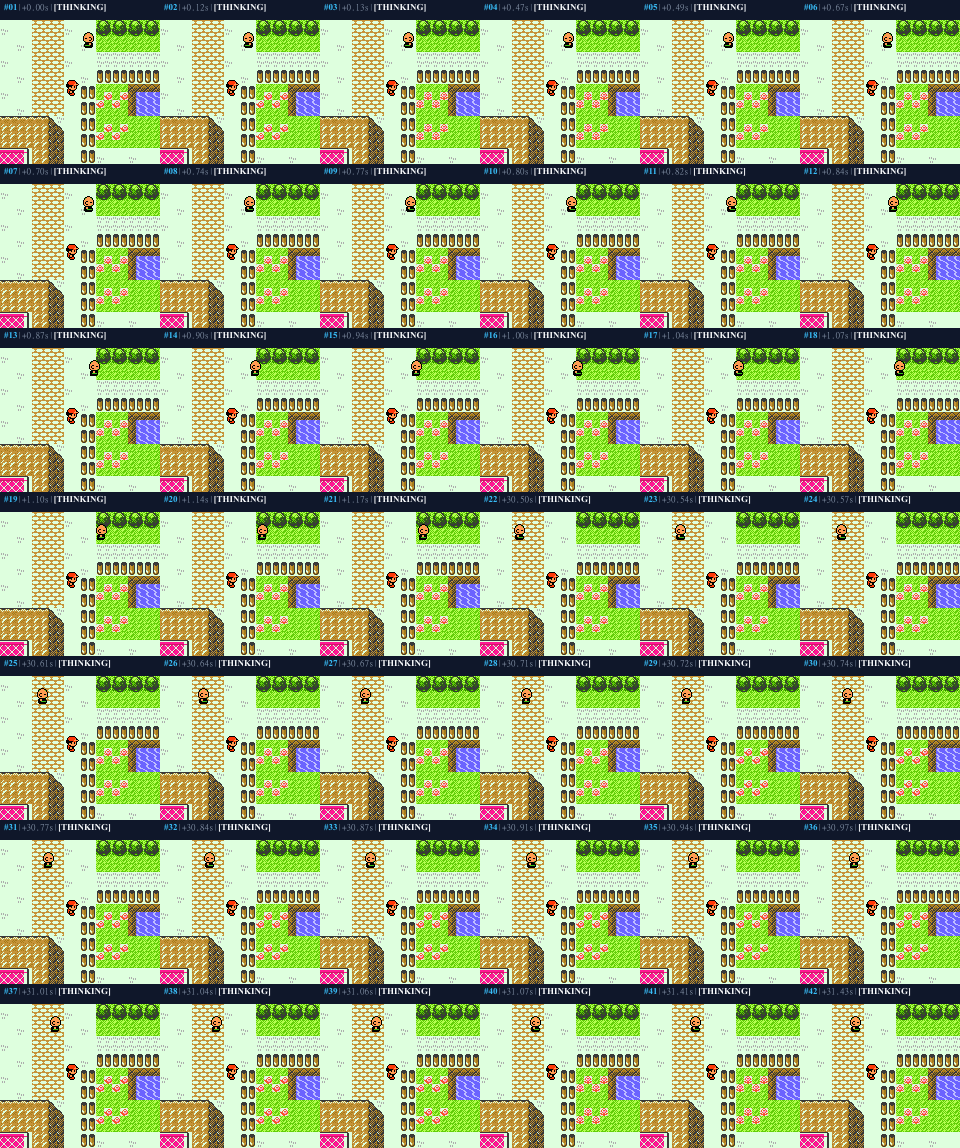 #01|+0.00s|[THINKING] #02|+0.12s|[THINKING] #03|+0.13s|[THINKING] #04|+0.47s|[THINKING] #05|+0.49s|[THINKING] #06|+0.67s|[THINKING]
#07|+0.70s|[THINKING] #08|+0.74s|[THINKING] #09|+0.77s|[THINKING] #10|+0.80s|[THINKING] #11|+0.82s|[THINKING] #12|+0.84s|[THINKING]
#13|+0.87s|[THINKING] #14|+0.90s|[THINKING] #15|+0.94s|[THINKING] #16|+1.00s|[THINKING] #17|+1.04s|[THINKING] #18|+1.07s|[THINKING]
#19|+1.10s|[THINKING] #20|+1.14s|[THINKING] #21|+1.17s|[THINKING] #22|+30.50s|[THINKING] #23|+30.54s|[THINKING] #24|+30.57s|[THINKING]
#25|+30.61s|[THINKING] #26|+30.64s|[THINKING] #27|+30.67s|[THINKING] #28|+30.71s|[THINKING] #29|+30.72s|[THINKING] #30|+30.74s|[THINKING]
#31|+30.77s|[THINKING] #32|+30.84s|[THINKING] #33|+30.87s|[THINKING] #34|+30.91s|[THINKING] #35|+30.94s|[THINKING] #36|+30.97s|[THINKING]
#37|+31.01s|[THINKING] #38|+31.04s|[THINKING] #39|+31.06s|[THINKING] #40|+31.07s|[THINKING] #41|+31.41s|[THINKING] #42|+31.43s|[THINKING]